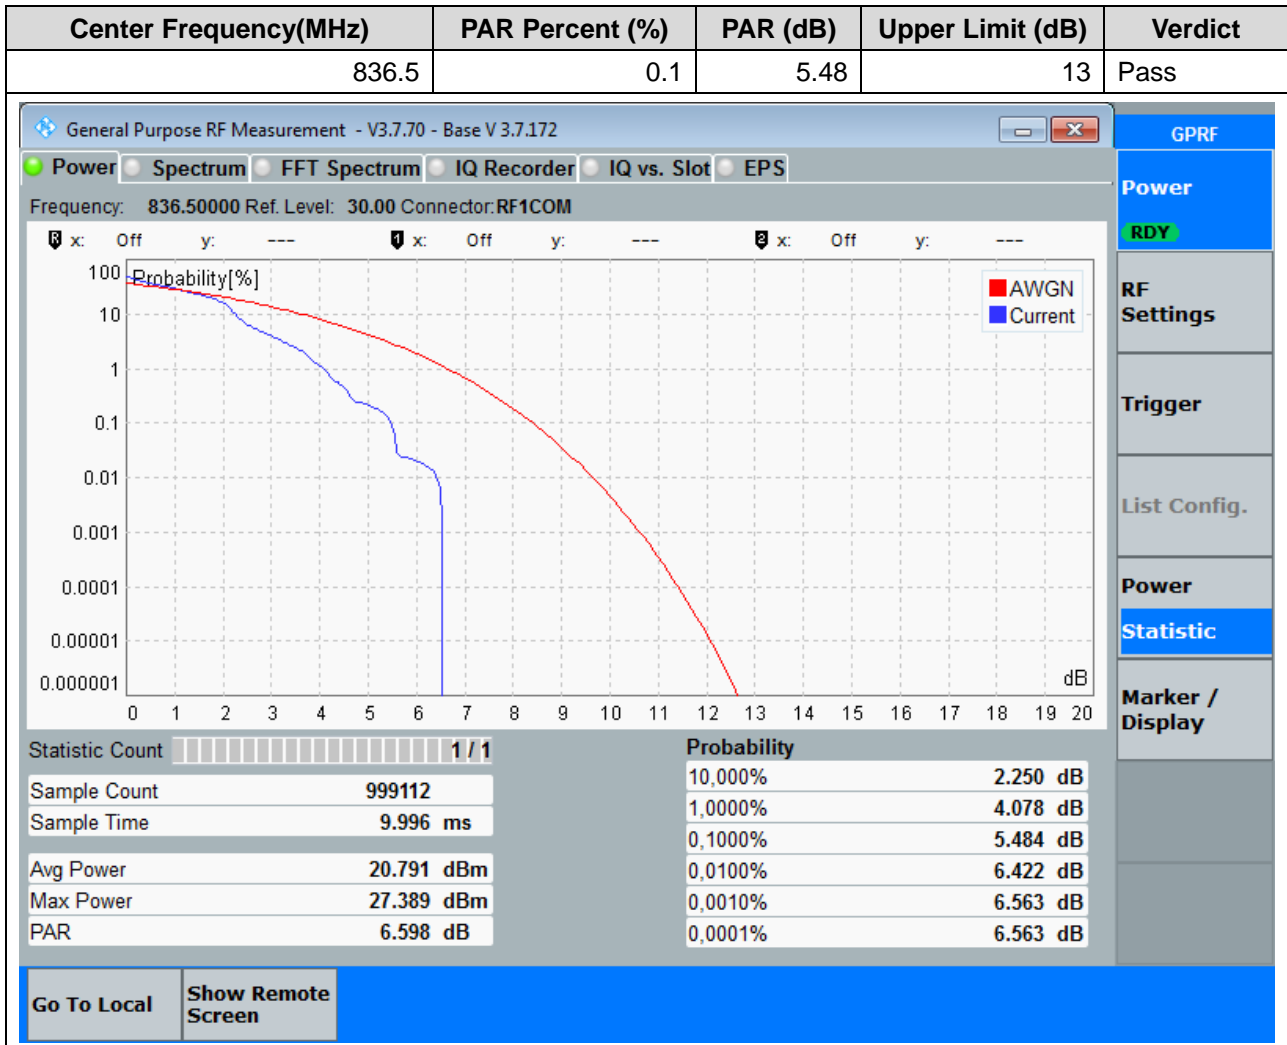 Center Frequency(MHz) PAR Percent (%) PAR (dB) Upper Limit (dB) Verdict
836.5 0.1 5.48 13 Pass
General Purpose RF Measurement - V3.7.70 - Base V 3.7.172
GPRF
Power Spectrum FFT Spectrum IQ Recorder IQ vs. Slot EPS
Frequency: 836.50000 Ref. Level: 30.00 Connector: RF1COM
R x: Off y: --- 1 x: Off y: --- 2 x: Off y: ---
Probability[%]
AWGN
Current
100
10
1
0.1
0.01
0.001
0.0001
0.00001
0.000001
dB
0 1 2 3 4 5 6 7 8 9 10 11 12 13 14 15 16 17 18 19 20
Statistic Count 1 / 1
Sample Count 999112
Sample Time 9.996 ms
Avg Power 20.791 dBm
Max Power 27.389 dBm
PAR 6.598 dB
Probability
10,000% 2.250 dB
1,0000% 4.078 dB
0,1000% 5.484 dB
0,0100% 6.422 dB
0,0010% 6.563 dB
0,0001% 6.563 dB
Power
RDY
RF
Settings
Trigger
List Config.
Power
Statistic
Marker /
Display
Go To Local
Show Remote
Screen